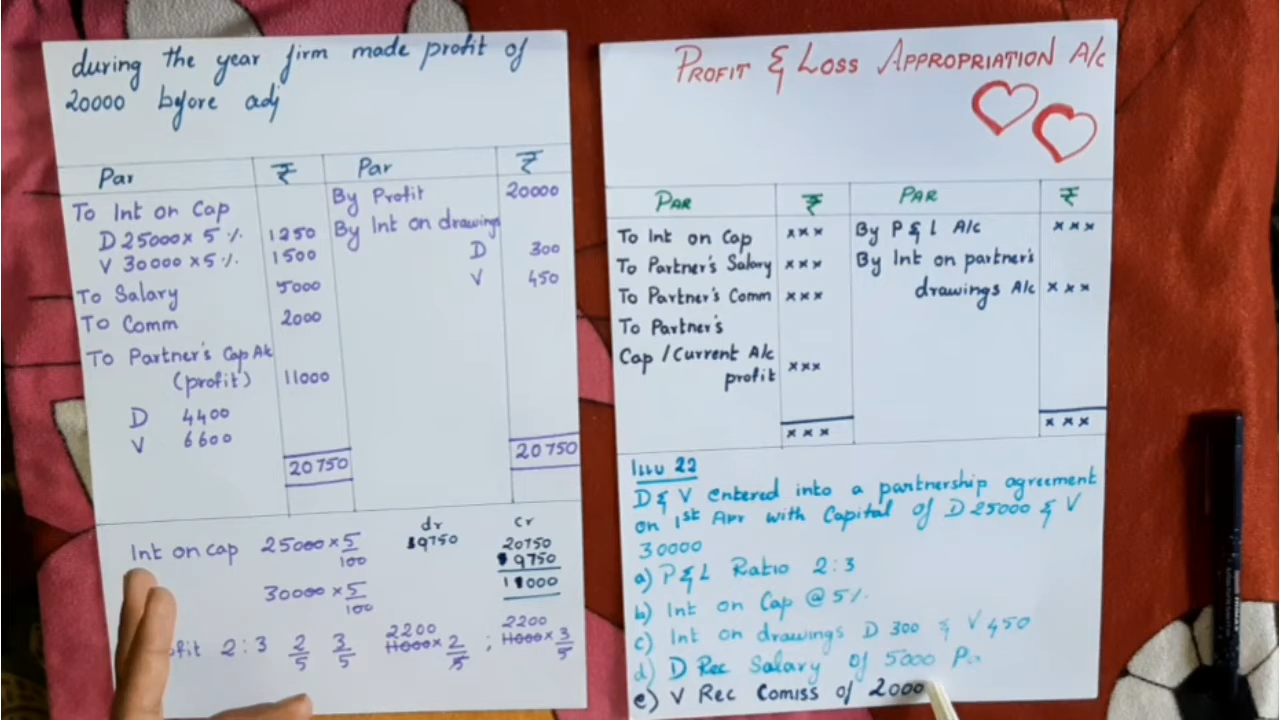 during the year firm made profit of
20000 before adj
Par ₹ Par ₹
To Int on Cap By Profit 20000
D 25000 x 5 % 1250 By Int on drawings
V 30000 x 5 % 1500 D 300
To Salary 5000 V 450
To Comm 2000
To Partner's Cap A/c
(profit) 11000
D 4400
V 6600
20750 20750
dr cr
Int on cap 25000 x 5/100 9750 20750
9750
30000 x 5/100 11000
2:3 2/5 3/5 2200 11000 x 2/5 ; 2200 11000 x 3/5
PROFIT & LOSS APPROPRIATION A/c
PAR ₹ PAR ₹
To Int on Cap xxx By P & L A/c xxx
To Partner's Salary xxx By Int on partner's
To Partner's Comm xxx drawings A/c xxx
To Partner's
Cap / Current A/c
profit xxx
xxx xxx
Illu 22
D & V entered into a partnership agreement
on 1st Apr with Capital of D 25000 & V
30000
a) P & L Ratio 2:3
b) Int on Cap @ 5%
c) Int on drawings D 300 & V 450
d) D Rec Salary of 5000 Pa
e) V Rec Comiss of 2000